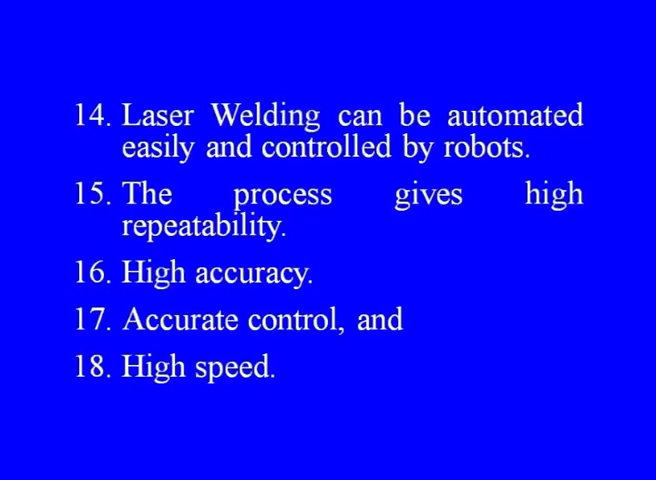 14. Laser Welding can be automated
easily and controlled by robots.
15. The process gives high
repeatability.
16. High accuracy.
17. Accurate control, and
18. High speed.